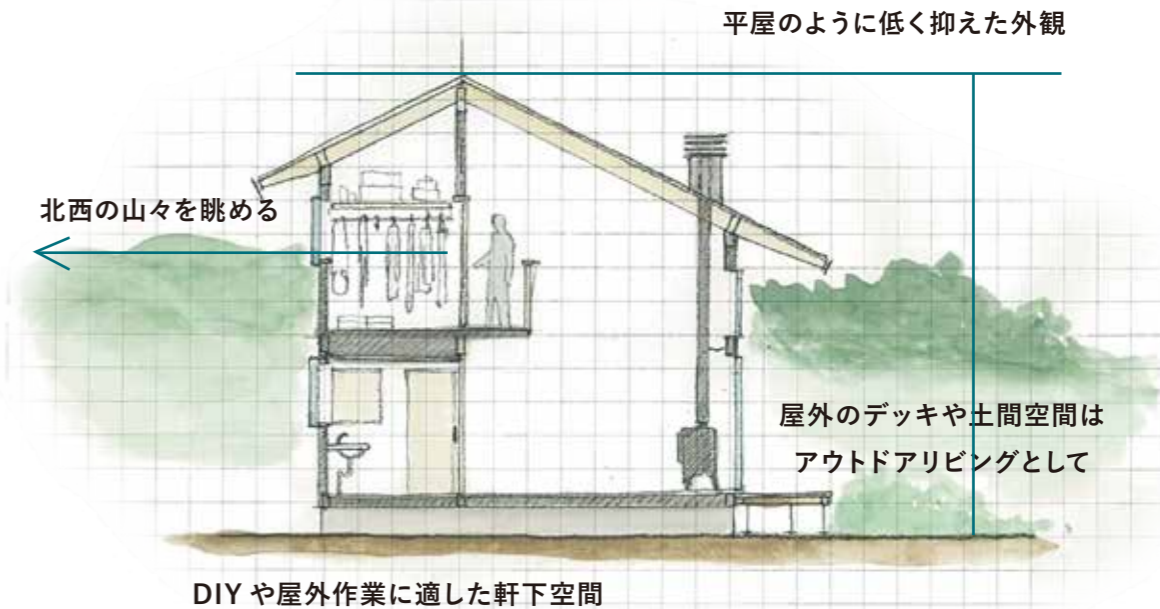 平屋のように低く抑えた外観
北西の山々を眺める
屋外のデッキや土間空間は
アウトドアリビングとして
DIY や屋外作業に適した軒下空間